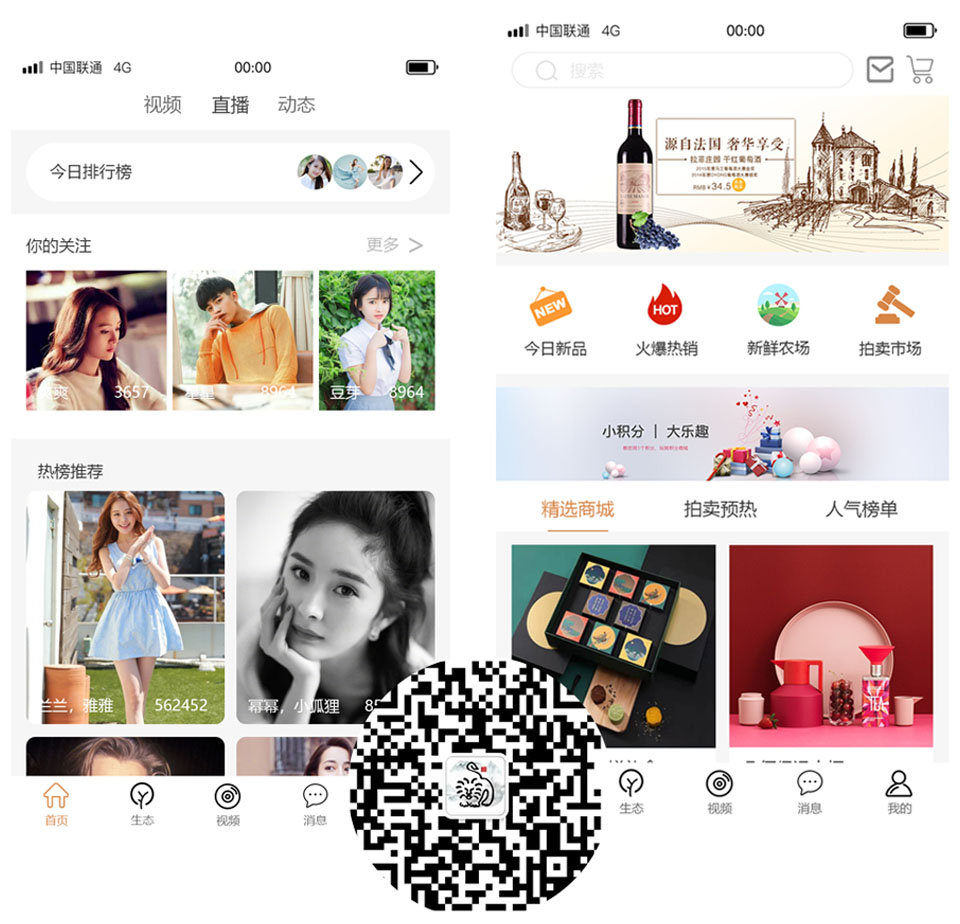 中国联通 4G 00:00
视频 直播 动态
今日排行榜
你的关注 更多
爽 3657 星星 8964 豆芽 8964
热榜推荐
兰兰，雅雅 562452 幂幂，小狐狸
首页 生态 视频 消息
中国联通 4G 00:00
搜索
源自法国 奢华享受
拉菲庄园 干红葡萄酒
RMB¥34.5
NEW HOT
今日新品 火爆热销 新鲜农场 拍卖市场
小积分 | 大乐趣
精选商城 拍卖预热 人气榜单
TEA
生态 视频 消息 我的